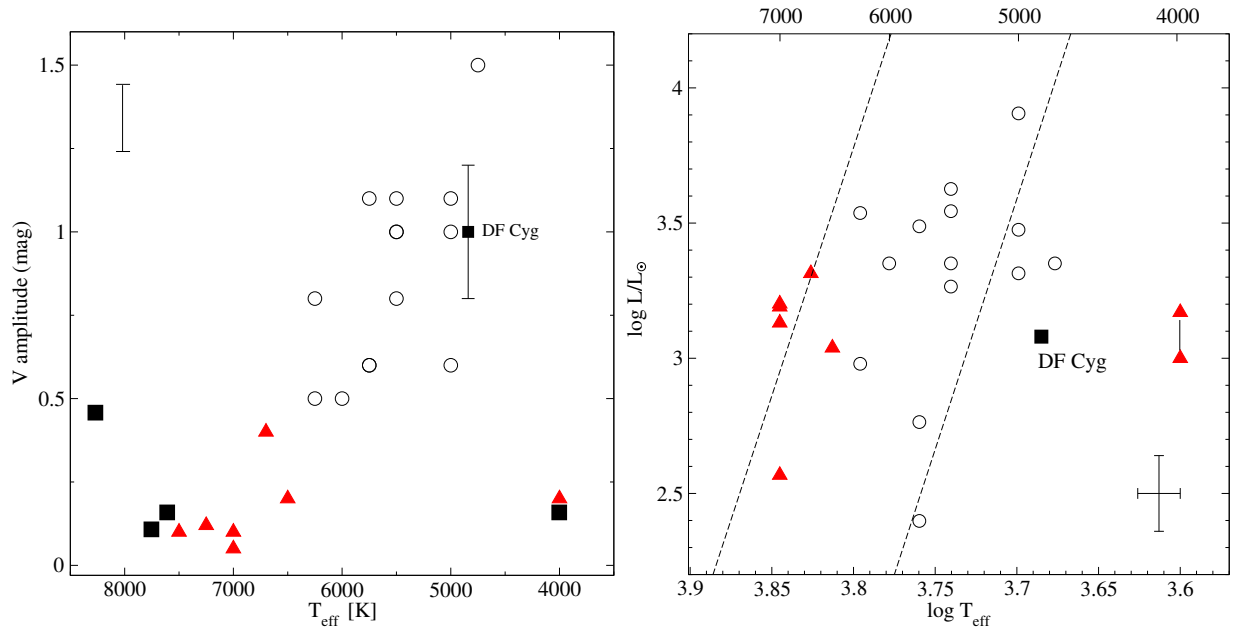 1.5
1
0.5
0
V amplitude (mag)
DF Cyg
8000 7000 6000 5000 4000
T_eff [K]
7000 6000 5000 4000
4
3.5
3
2.5
log L/L☉
DF Cyg
3.9 3.85 3.8 3.75 3.7 3.65 3.6
log T_eff